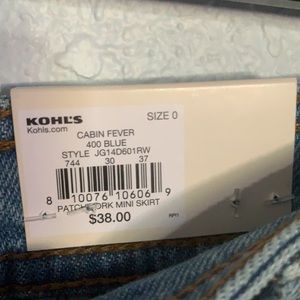 KOHL'S SIZE 0
Kohls.com
CABIN FEVER
400 BLUE
STYLE JG14D601RW
744 30 37
8 10076 10606 9
PATCHWORK MINI SKIRT
$38.00 RP11